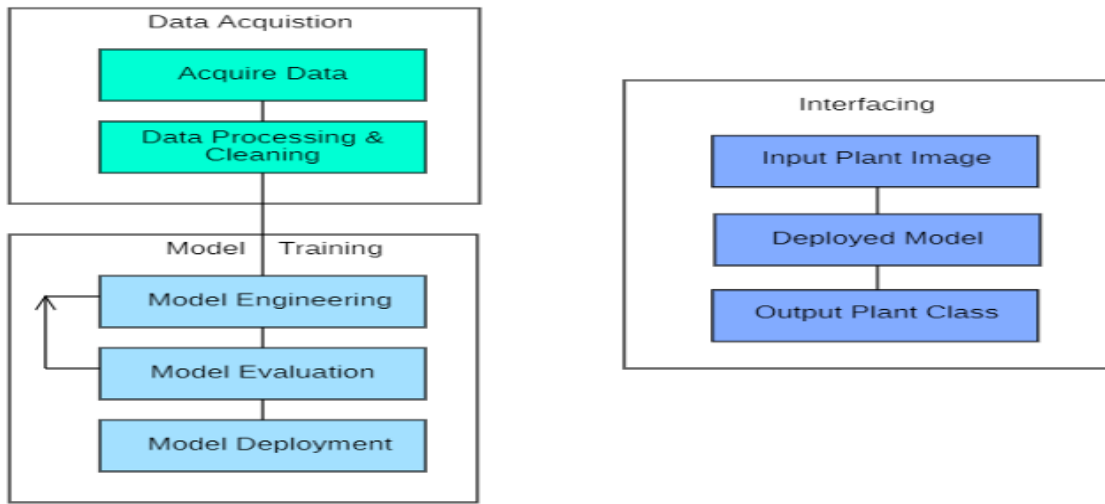 Data Acquistion
Acquire Data
Data Processing &
Cleaning
Model Training
Model Engineering
Model Evaluation
Model Deployment
Interfacing
Input Plant Image
Deployed Model
Output Plant Class